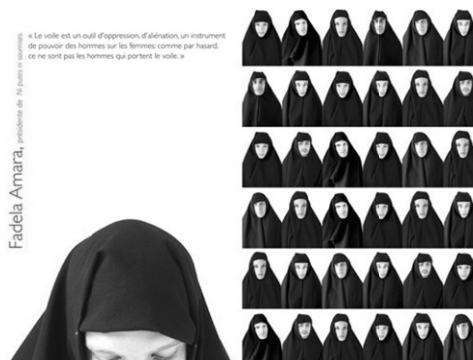 « Le voile est un outil d'oppression, d'aliénation, un instrument
de pouvoir des hommes sur les femmes; comme par hasard,
ce ne sont pas les hommes qui portent le voile. »
Fadela Amara, présidente de Ni putes ni soumises